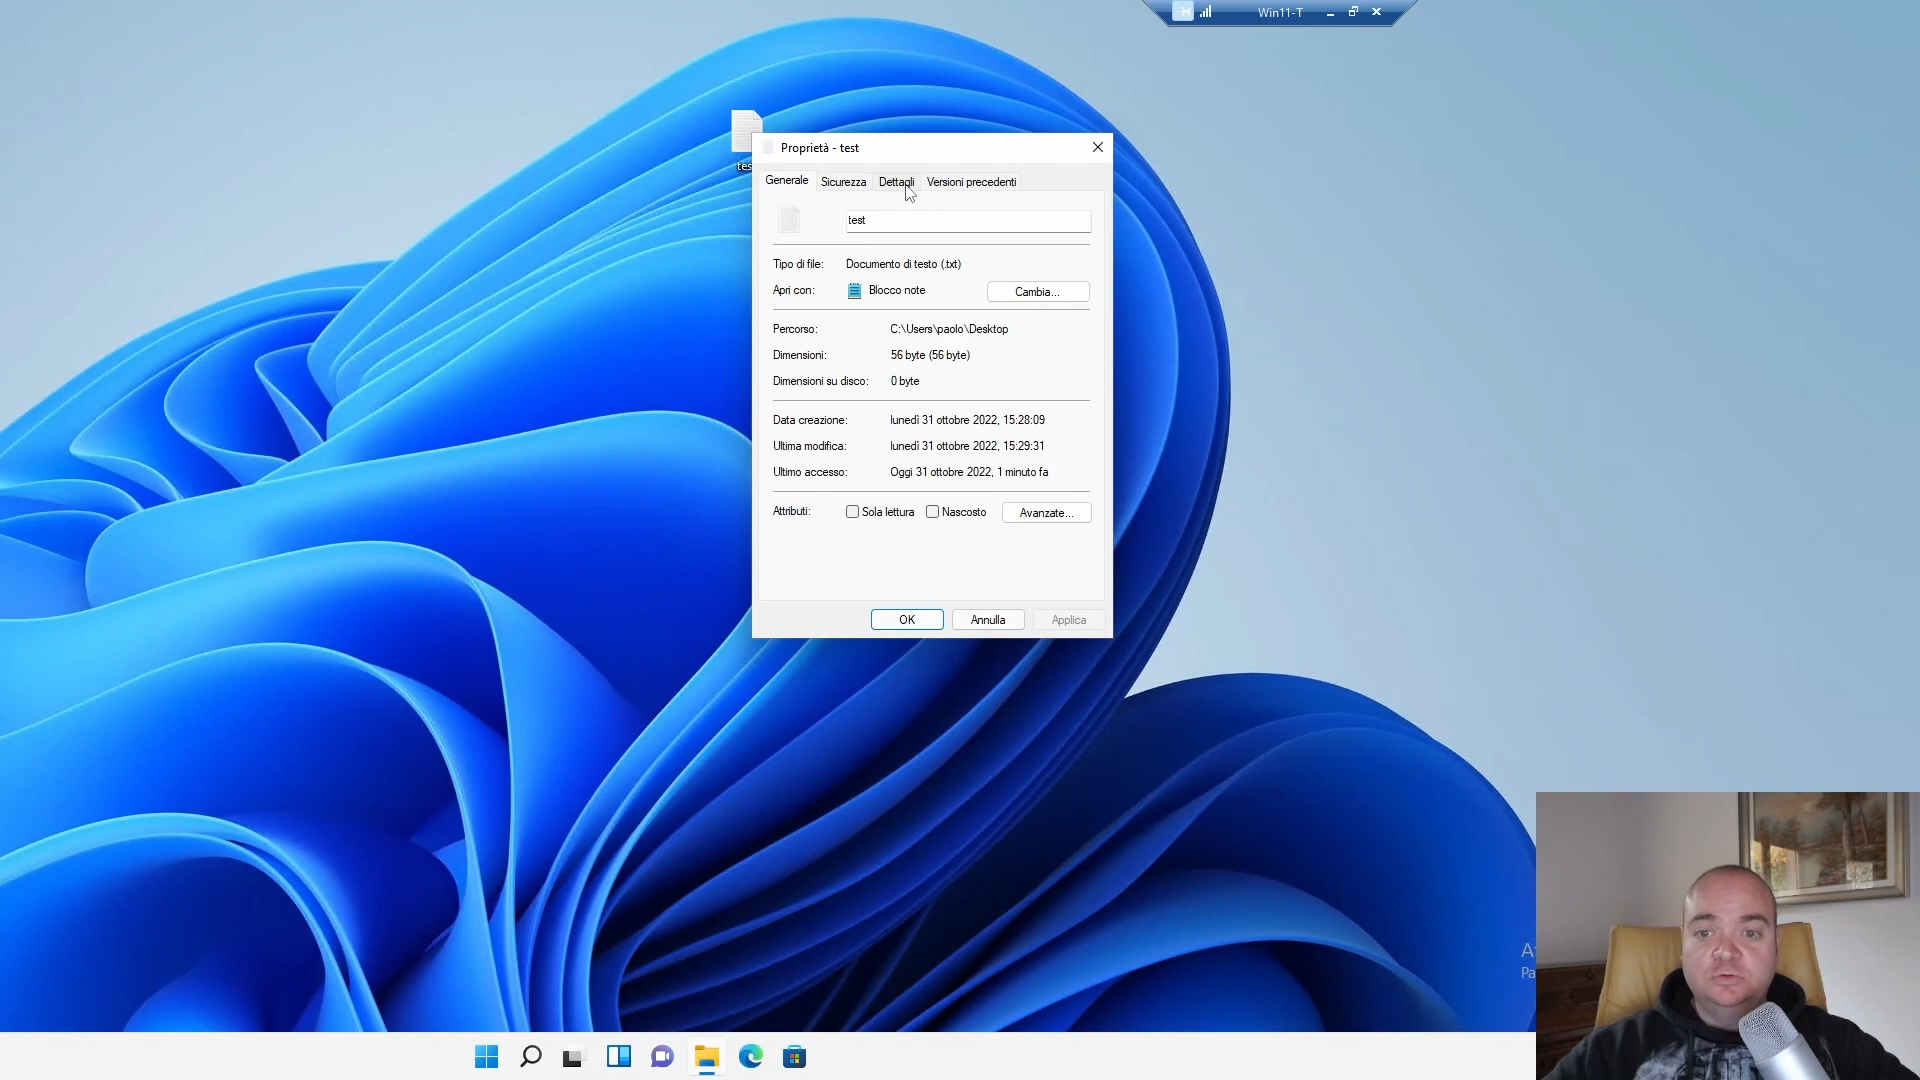 Win11-T
Proprietà - test
Generale
Sicurezza
Dettagli
Versioni precedenti
test
Tipo di file:
Documento di testo (.txt)
Apri con:
Blocco note
Cambia...
Percorso:
C:\Users\paolo\Desktop
Dimensioni:
56 byte (56 byte)
Dimensioni su disco:
0 byte
Data creazione:
lunedì 31 ottobre 2022, 15:28:09
Ultima modifica:
lunedì 31 ottobre 2022, 15:29:31
Ultimo accesso:
Oggi 31 ottobre 2022, 1 minuto fa
Attributi:
Sola lettura
Nascosto
Avanzate...
OK
Annulla
Applica